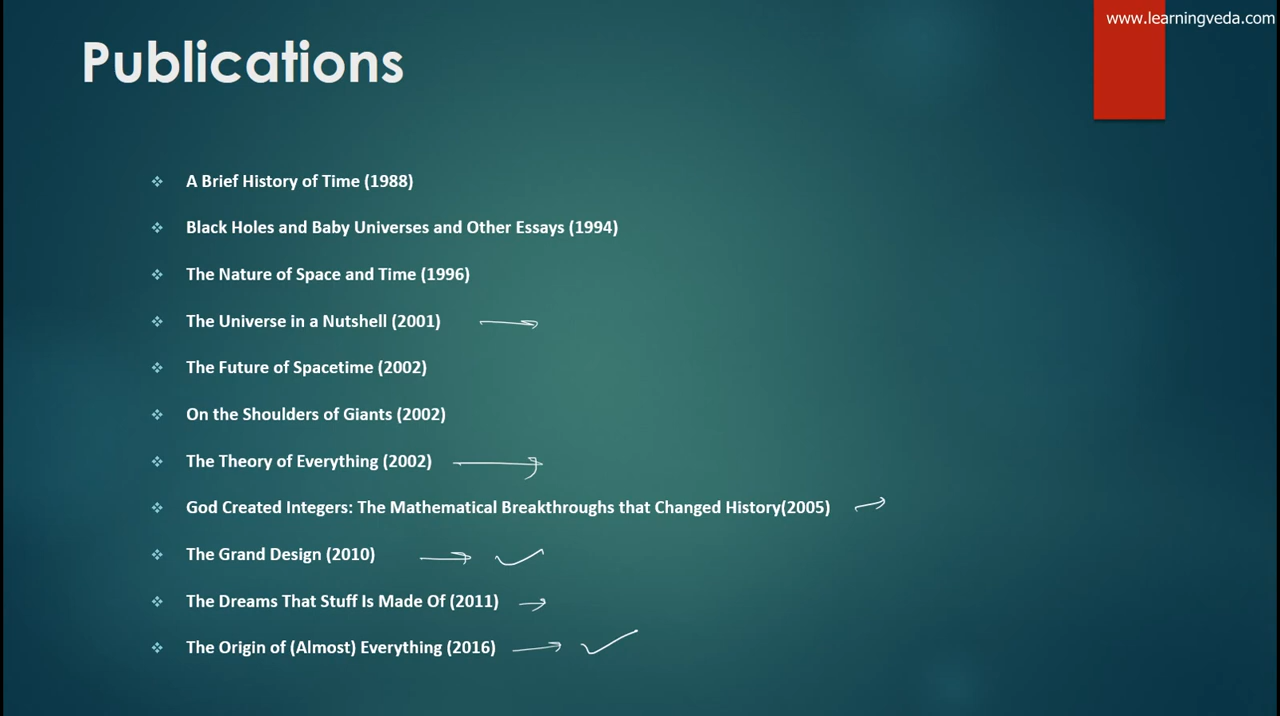 www.learningveda.com
Publications
A Brief History of Time (1988)
Black Holes and Baby Universes and Other Essays (1994)
The Nature of Space and Time (1996)
The Universe in a Nutshell (2001)
The Future of Spacetime (2002)
On the Shoulders of Giants (2002)
The Theory of Everything (2002)
God Created Integers: The Mathematical Breakthroughs that Changed History(2005)
The Grand Design (2010)
The Dreams That Stuff Is Made Of (2011)
The Origin of (Almost) Everything (2016)